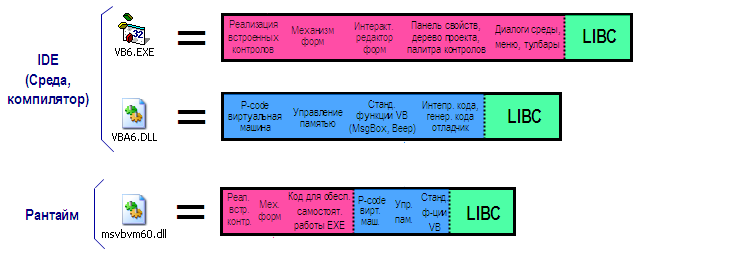 IDE
(Среда,
компилятор)
32
VB6.EXE
Реализация
встроенных
контролов
Механизм
форм
Интеракт.
редактор
форм
Панель свойств,
дерево проекта,
палитра контролов
Диалоги среды,
меню, тулбары
LIBC
VBA6.DLL
P-code
виртуальная
машина
Управление
памятью
Станд.
функции VB
(MsgBox, Beep)
Интепр. кода,
генер. кода
отладчик
LIBC
Рантайм
msvbvm60.dll
Реал.
встр.
контр.
Мех.
форм
Код для обесп.
самостоят.
работы EXE
P-code
вирт.
маш.
Упр.
пам.
Станд.
ф-ции
VB
LIBC